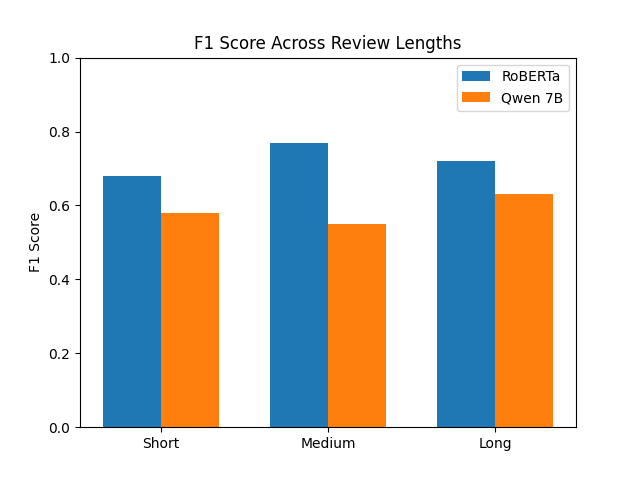 F1 Score Across Review Lengths
RoBERTa
Qwen 7B
F1 Score
1.0
0.8
0.6
0.4
0.2
0.0
Short
Medium
Long